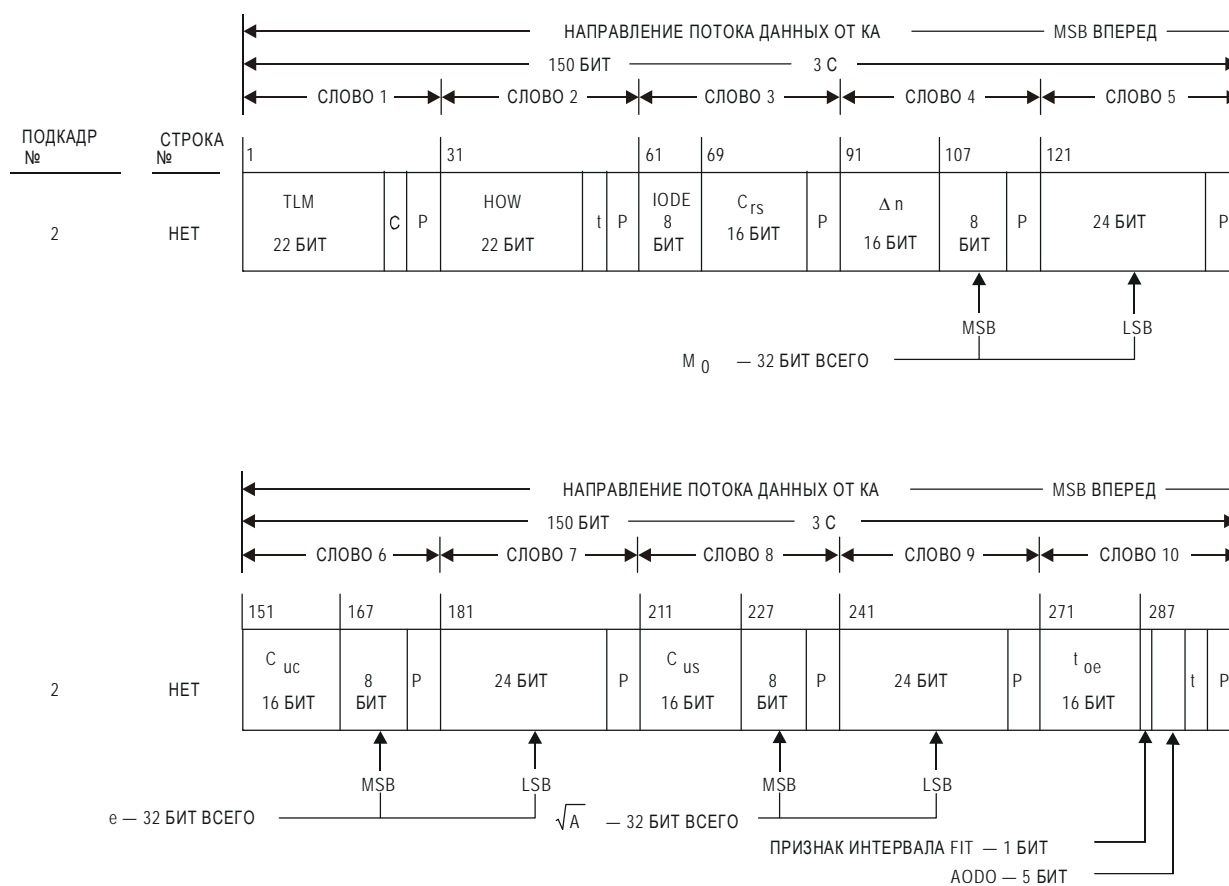 НАПРАВЛЕНИЕ ПОТОКА ДАННЫХ ОТ КА MSB ВПЕРЕД
150 БИТ 3 С
СЛОВО 1 СЛОВО 2 СЛОВО 3 СЛОВО 4 СЛОВО 5
ПОДКАДР № СТРОКА №
1 31 61 69 91 107 121
2 НЕТ
TLM 22 БИТ C P HOW 22 БИТ t P IODE 8 БИТ C rs 16 БИТ P Δ n 16 БИТ 8 БИТ P 24 БИТ P
MSB LSB
M 0 — 32 БИТ ВСЕГО
НАПРАВЛЕНИЕ ПОТОКА ДАННЫХ ОТ КА MSB ВПЕРЕД
150 БИТ 3 С
СЛОВО 6 СЛОВО 7 СЛОВО 8 СЛОВО 9 СЛОВО 10
151 167 181 211 227 241 271 287
2 НЕТ
C uc 16 БИТ 8 БИТ P 24 БИТ P C us 16 БИТ 8 БИТ P 24 БИТ P t oe 16 БИТ t P
MSB LSB MSB LSB
e — 32 БИТ ВСЕГО √A — 32 БИТ ВСЕГО
ПРИЗНАК ИНТЕРВАЛА FIT — 1 БИТ
AODO — 5 БИТ